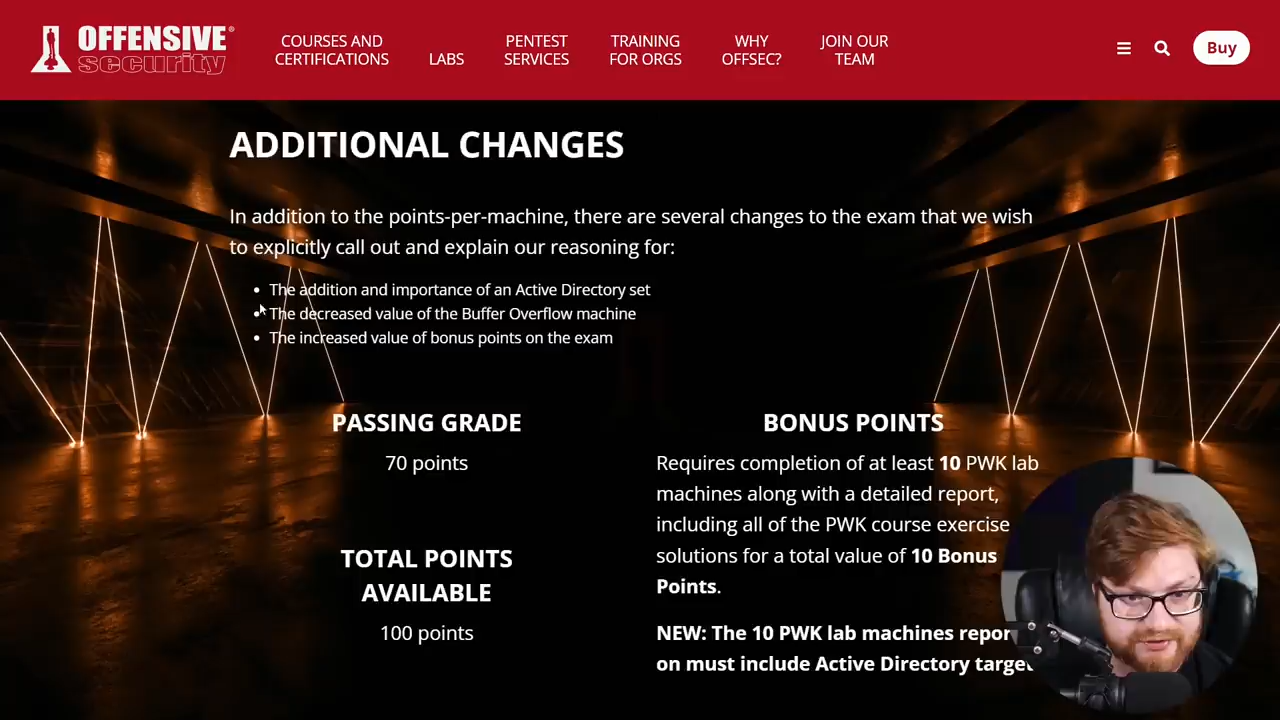 OFFENSIVE
security
COURSES AND
CERTIFICATIONS
LABS
PENTEST
SERVICES
TRAINING
FOR ORGS
WHY
OFFSEC?
JOIN OUR
TEAM
Buy
ADDITIONAL CHANGES
In addition to the points-per-machine, there are several changes to the exam that we wish
to explicitly call out and explain our reasoning for:
• The addition and importance of an Active Directory set
• The decreased value of the Buffer Overflow machine
• The increased value of bonus points on the exam
PASSING GRADE
70 points
TOTAL POINTS
AVAILABLE
100 points
BONUS POINTS
Requires completion of at least 10 PWK lab
machines along with a detailed report,
including all of the PWK course exercise
solutions for a total value of 10 Bonus
Points.
NEW: The 10 PWK lab machines
on must include Active Directory